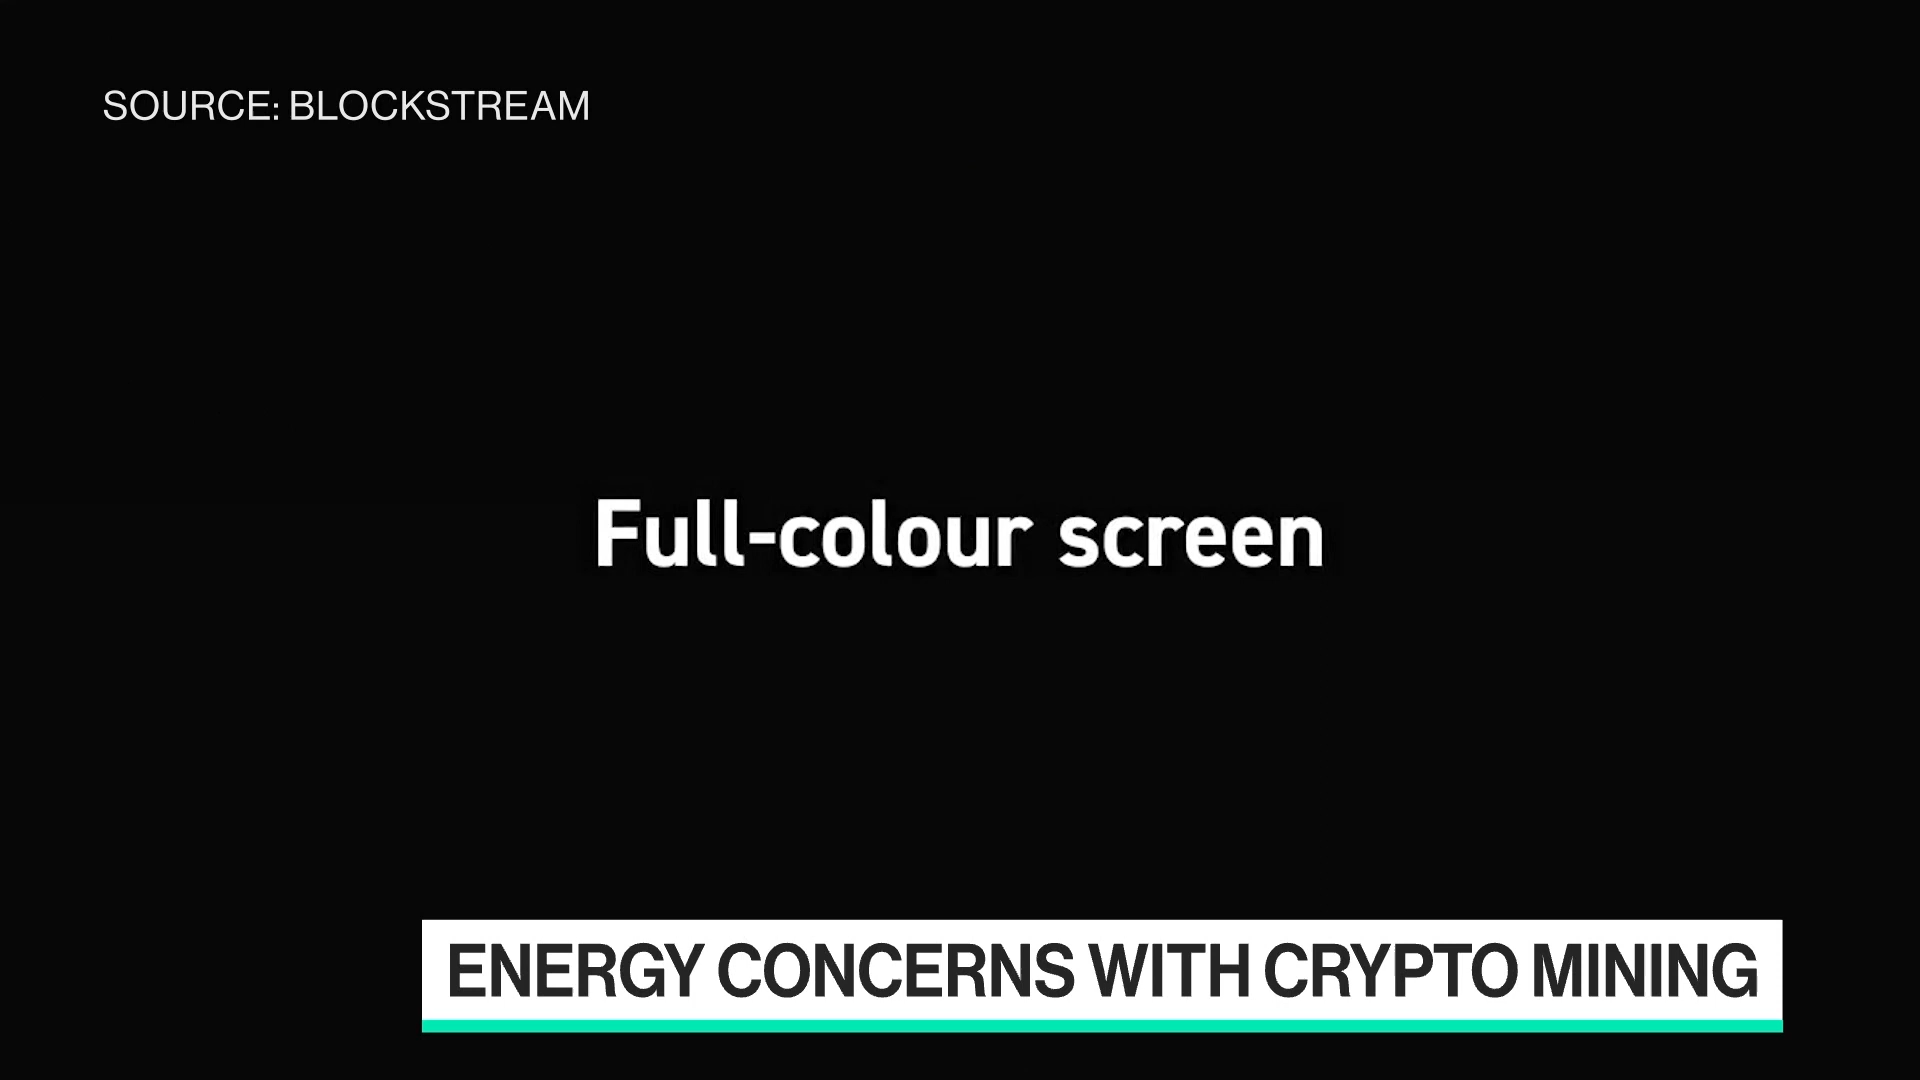 SOURCE: BLOCKSTREAM
Full-colour screen
ENERGY CONCERNS WITH CRYPTO MINING